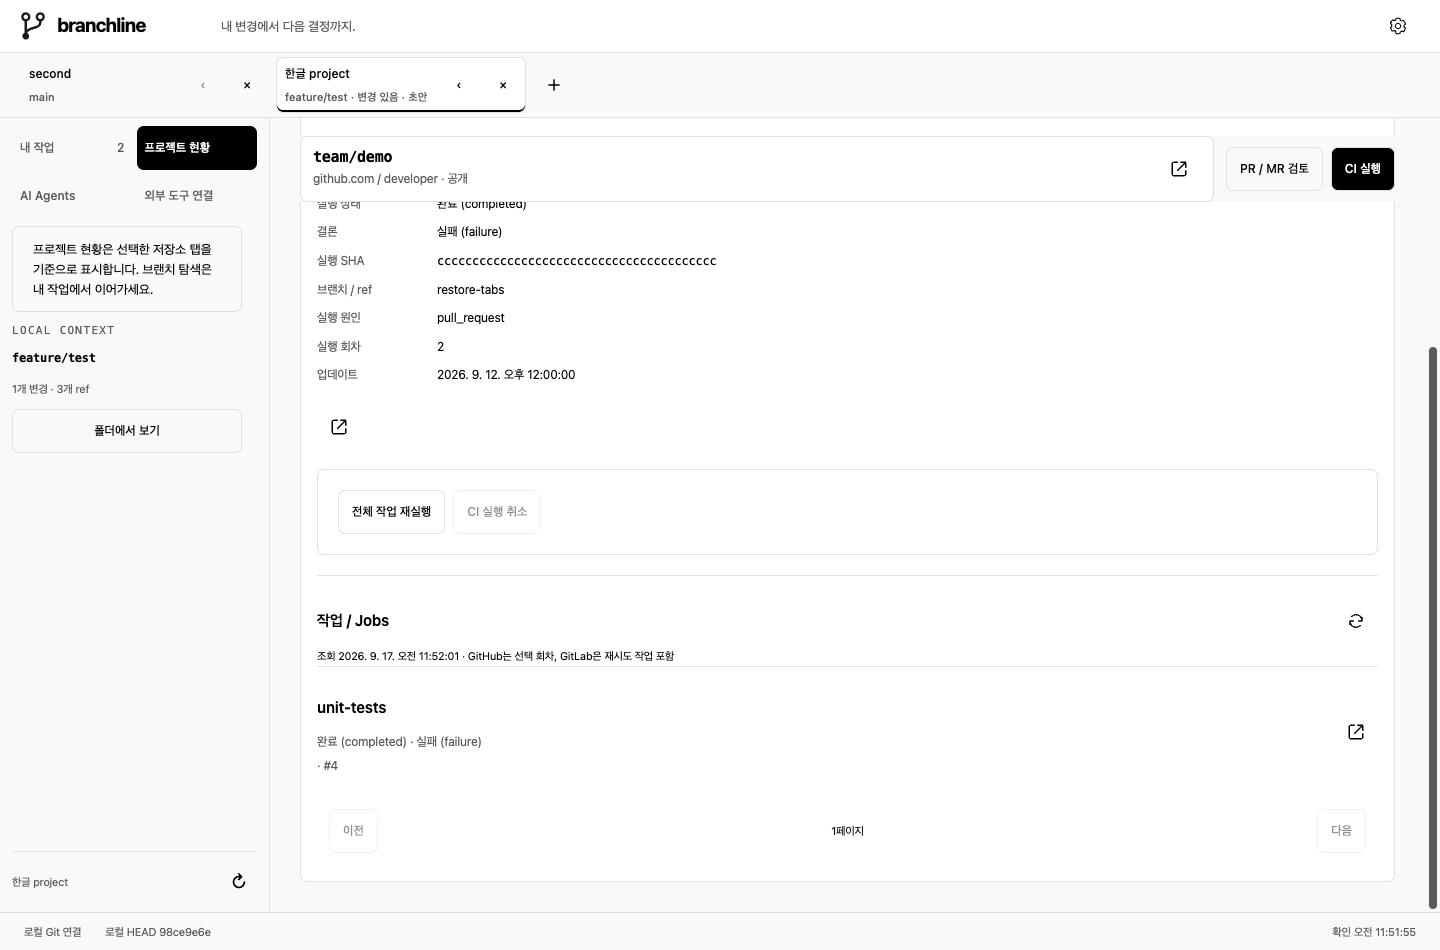 branchline
내 변경에서 다음 결정까지.
second
main
한글 project
feature/test · 변경 있음 · 초안
내 작업 2
프로젝트 현황
AI Agents
외부 도구 연결
프로젝트 현황은 선택한 저장소 탭을
기준으로 표시합니다. 브랜치 탐색은
내 작업에서 이어가세요.
LOCAL CONTEXT
feature/test
1개 변경 · 3개 ref
폴더에서 보기
한글 project
team/demo
github.com / developer · 공개
PR / MR 검토
CI 실행
실행 상태 완료 (completed)
결론 실패 (failure)
실행 SHA cccccccccccccccccccccccccccccccccccccccc
브랜치 / ref restore-tabs
실행 원인 pull_request
실행 회차 2
업데이트 2026. 9. 12. 오후 12:00:00
전체 작업 재실행
CI 실행 취소
작업 / Jobs
조회 2026. 9. 17. 오전 11:52:01 · GitHub는 선택 회차, GitLab은 재시도 작업 포함
unit-tests
완료 (completed) · 실패 (failure)
· #4
이전
1페이지
다음
로컬 Git 연결
로컬 HEAD 98ce9e6e
확인 오전 11:51:55